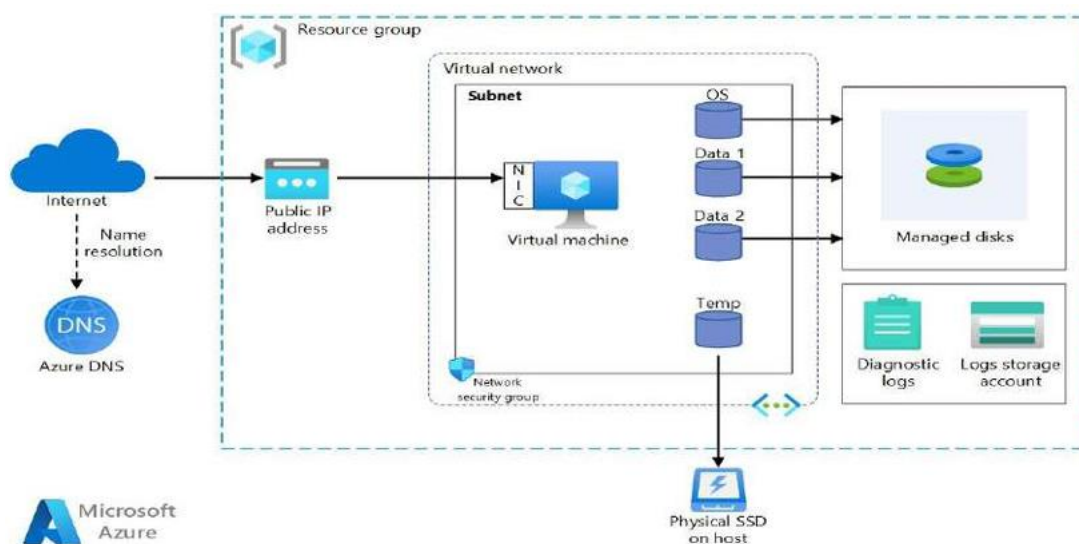 Resource group
Virtual network
Subnet
OS
Data 1
Data 2
Temp
N
I
C
Virtual machine
Internet
Name
resolution
DNS
Azure DNS
Public IP
address
Managed disks
Diagnostic
logs
Logs storage
account
Network
security group
Physical SSD
on host
Microsoft
Azure